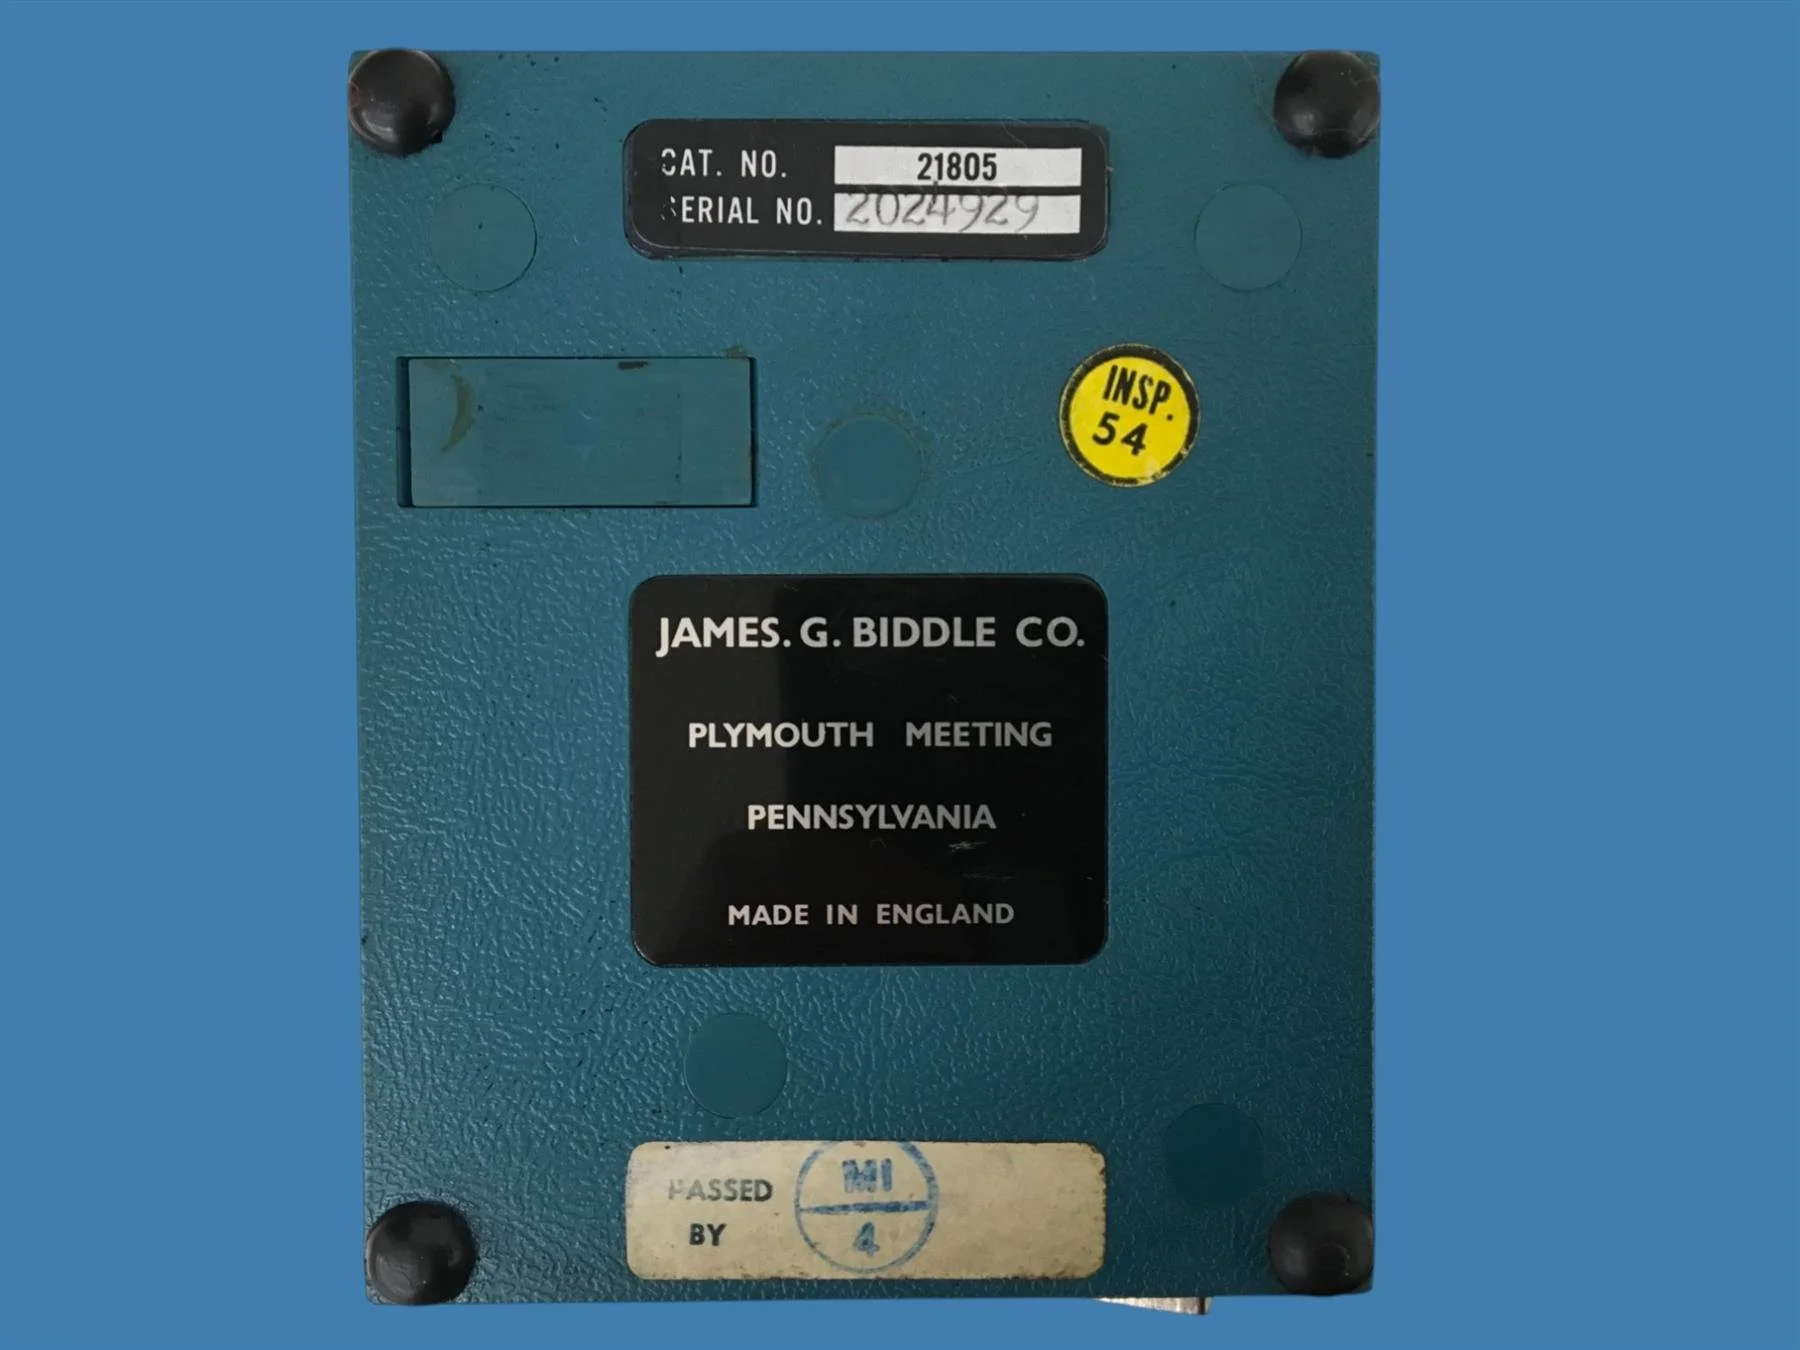 CAT. NO. 21805
SERIAL NO. 2024929
INSP.
54
JAMES. G. BIDDLE CO.
PLYMOUTH MEETING
PENNSYLVANIA
MADE IN ENGLAND
PASSED
BY
MI
4